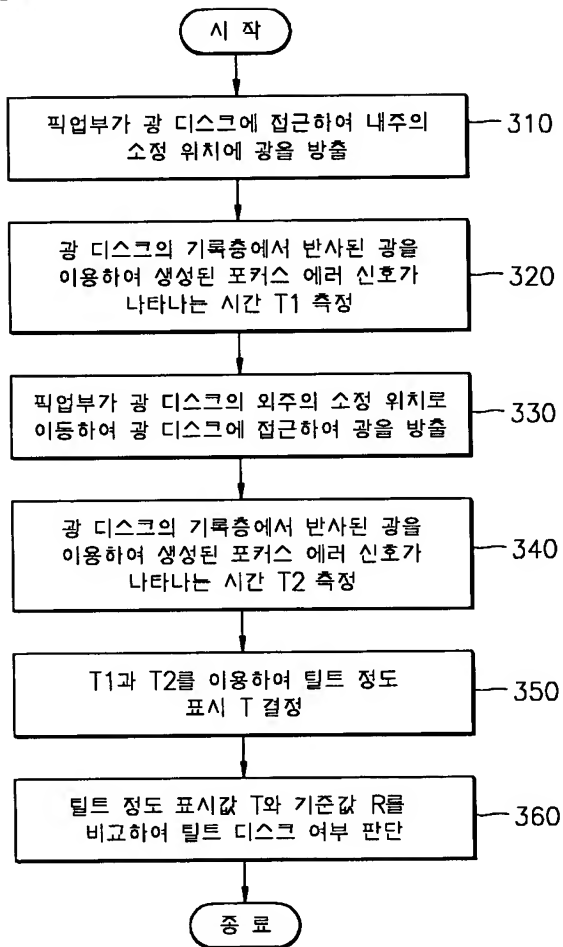 시 작
픽업부가 광 디스크에 접근하여 내주의
소정 위치에 광을 방출
310
광 디스크의 기록층에서 반사된 광을
이용하여 생성된 포커스 에러 신호가
나타나는 시간 T1 측정
320
픽업부가 광 디스크의 외주의 소정 위치로
이동하여 광 디스크에 접근하여 광을 방출
330
광 디스크의 기록층에서 반사된 광을
이용하여 생성된 포커스 에러 신호가
나타나는 시간 T2 측정
340
T1과 T2를 이용하여 틸트 정도
표시 T 결정
350
틸트 정도 표시값 T와 기준값 R를
비교하여 틸트 디스크 여부 판단
360
종 료